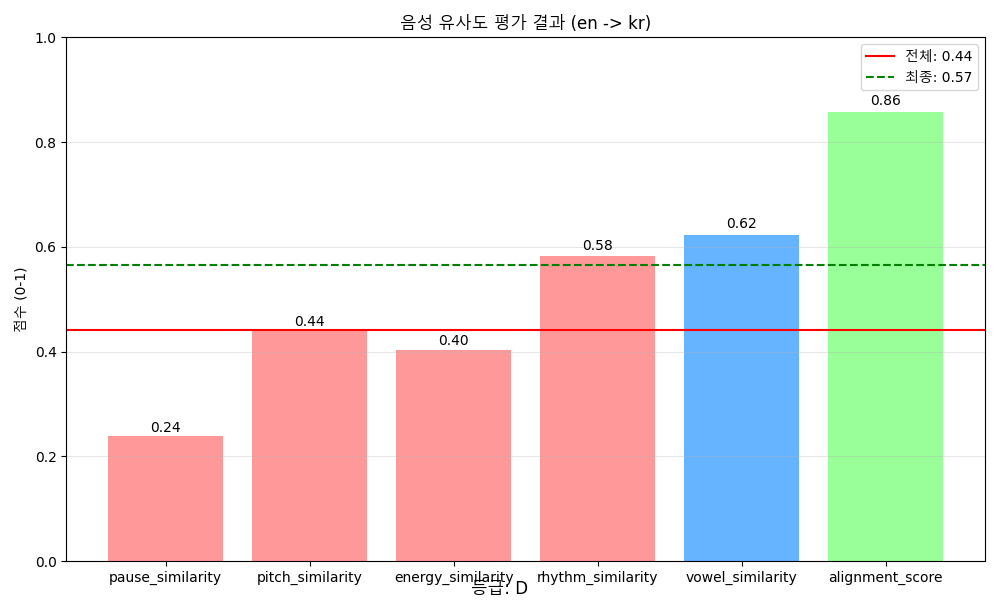 음성 유사도 평가 결과 (en -> kr)
전체: 0.44
최종: 0.57
점수 (0-1)
1.0
0.8
0.6
0.4
0.2
0.0
0.24
0.44
0.40
0.58
0.62
0.86
pause_similarity
pitch_similarity
energy_similarity
rhythm_similarity
vowel_similarity
alignment_score
등급: D